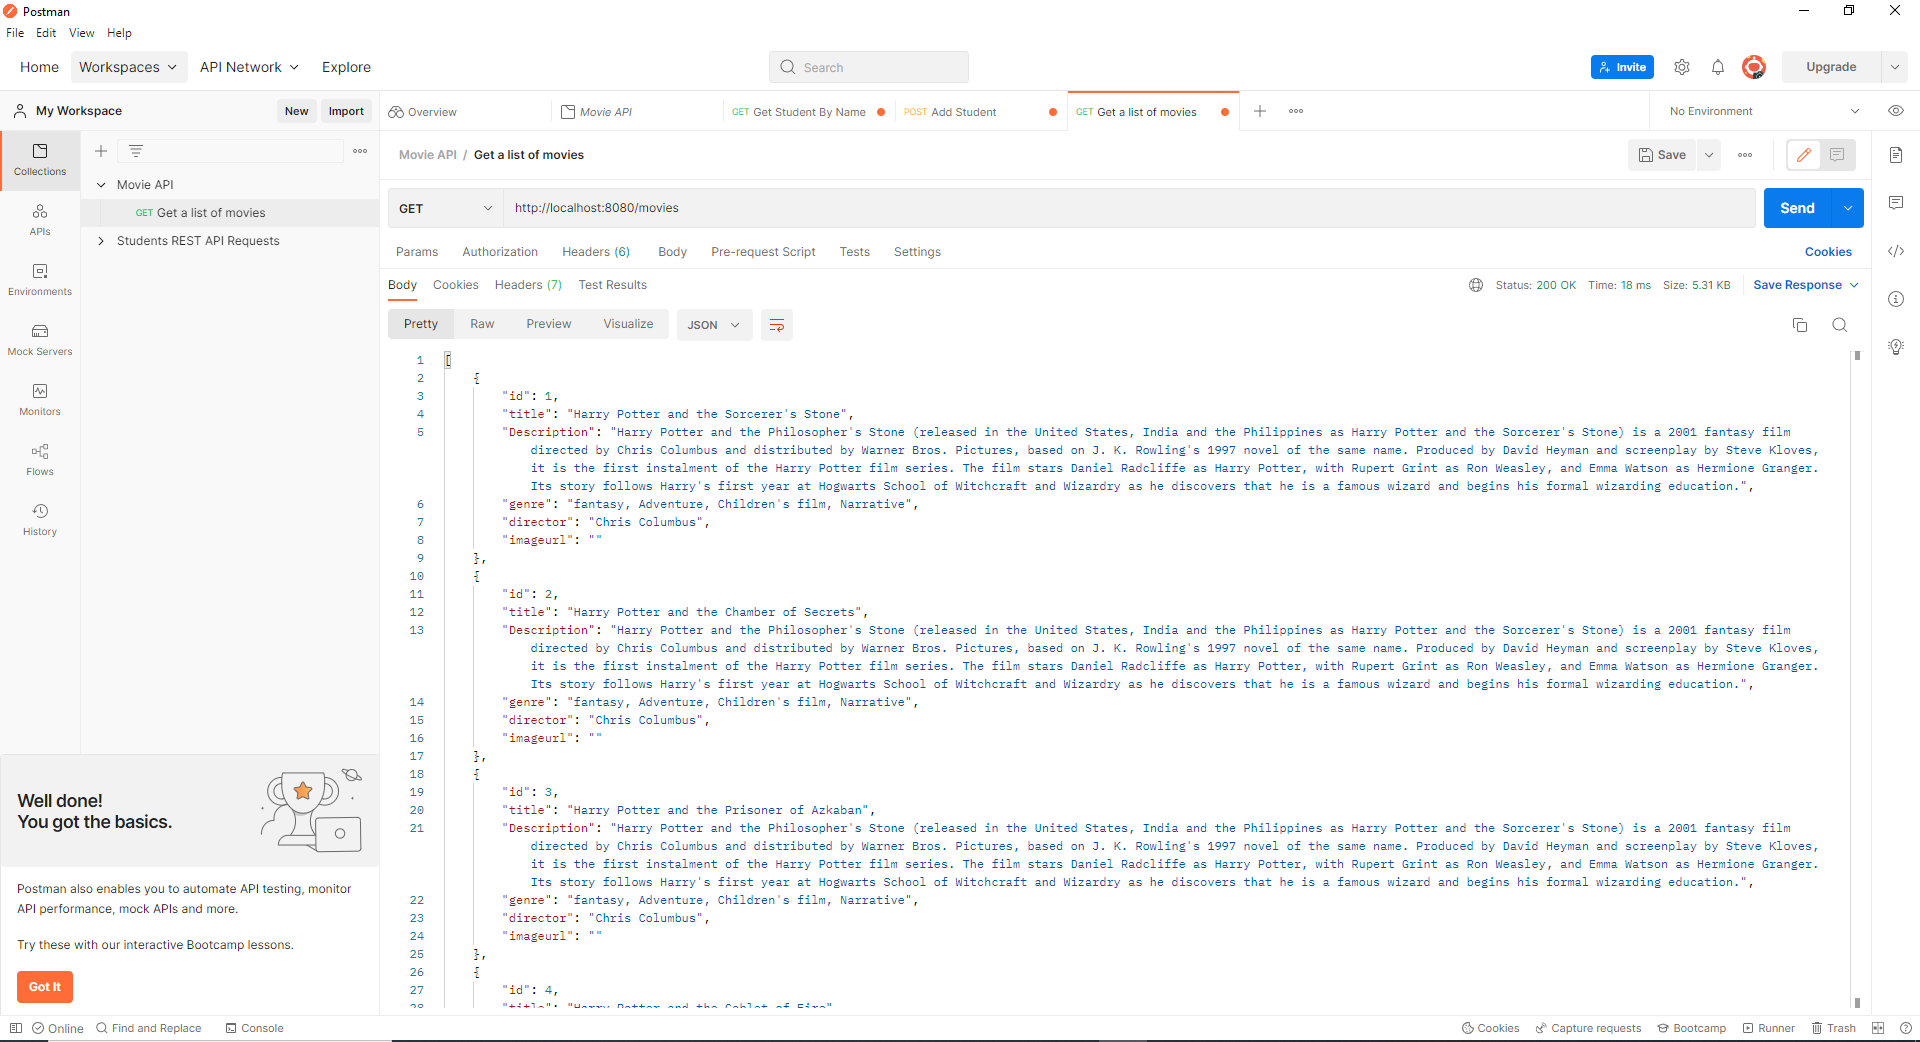 Postman
File Edit View Help
Home Workspaces API Network Explore
Search
Invite
Upgrade
My Workspace New Import
Overview Movie API GET Get Student By Name POST Add Student GET Get a list of movies
No Environment
Collections
APIs
Environments
Mock Servers
Monitors
Flows
History
Movie API
GET Get a list of movies
Students REST API Requests
Movie API / Get a list of movies
Save
GET http://localhost:8080/movies
Send
Params Authorization Headers (6) Body Pre-request Script Tests Settings Cookies
Body Cookies Headers (7) Test Results
Status: 200 OK Time: 18 ms Size: 5.31 KB Save Response
Pretty Raw Preview Visualize JSON
1 [
2 {
3 "id": 1,
4 "title": "Harry Potter and the Sorcerer's Stone",
5 "Description": "Harry Potter and the Philosopher's Stone (released in the United States, India and the Philippines as Harry Potter and the Sorcerer's Stone) is a 2001 fantasy film
directed by Chris Columbus and distributed by Warner Bros. Pictures, based on J. K. Rowling's 1997 novel of the same name. Produced by David Heyman and screenplay by Steve Kloves,
it is the first instalment of the Harry Potter film series. The film stars Daniel Radcliffe as Harry Potter, with Rupert Grint as Ron Weasley, and Emma Watson as Hermione Granger.
Its story follows Harry's first year at Hogwarts School of Witchcraft and Wizardry as he discovers that he is a famous wizard and begins his formal wizarding education.",
6 "genre": "fantasy, Adventure, Children's film, Narrative",
7 "director": "Chris Columbus",
8 "imageurl": ""
9 },
10 {
11 "id": 2,
12 "title": "Harry Potter and the Chamber of Secrets",
13 "Description": "Harry Potter and the Philosopher's Stone (released in the United States, India and the Philippines as Harry Potter and the Sorcerer's Stone) is a 2001 fantasy film
directed by Chris Columbus and distributed by Warner Bros. Pictures, based on J. K. Rowling's 1997 novel of the same name. Produced by David Heyman and screenplay by Steve Kloves,
it is the first instalment of the Harry Potter film series. The film stars Daniel Radcliffe as Harry Potter, with Rupert Grint as Ron Weasley, and Emma Watson as Hermione Granger.
Its story follows Harry's first year at Hogwarts School of Witchcraft and Wizardry as he discovers that he is a famous wizard and begins his formal wizarding education.",
14 "genre": "fantasy, Adventure, Children's film, Narrative",
15 "director": "Chris Columbus",
16 "imageurl": ""
17 },
18 {
19 "id": 3,
20 "title": "Harry Potter and the Prisoner of Azkaban",
21 "Description": "Harry Potter and the Philosopher's Stone (released in the United States, India and the Philippines as Harry Potter and the Sorcerer's Stone) is a 2001 fantasy film
directed by Chris Columbus and distributed by Warner Bros. Pictures, based on J. K. Rowling's 1997 novel of the same name. Produced by David Heyman and screenplay by Steve Kloves,
it is the first instalment of the Harry Potter film series. The film stars Daniel Radcliffe as Harry Potter, with Rupert Grint as Ron Weasley, and Emma Watson as Hermione Granger.
Its story follows Harry's first year at Hogwarts School of Witchcraft and Wizardry as he discovers that he is a famous wizard and begins his formal wizarding education.",
22 "genre": "fantasy, Adventure, Children's film, Narrative",
23 "director": "Chris Columbus",
24 "imageurl": ""
25 },
26 {
27 "id": 4,
28 "title": "Harry Potter and the Goblet of Fire"
Well done!
You got the basics.
Postman also enables you to automate API testing, monitor
API performance, mock APIs and more.
Try these with our interactive Bootcamp lessons.
Got It
Online Find and Replace Console
Cookies Capture requests Bootcamp Runner Trash